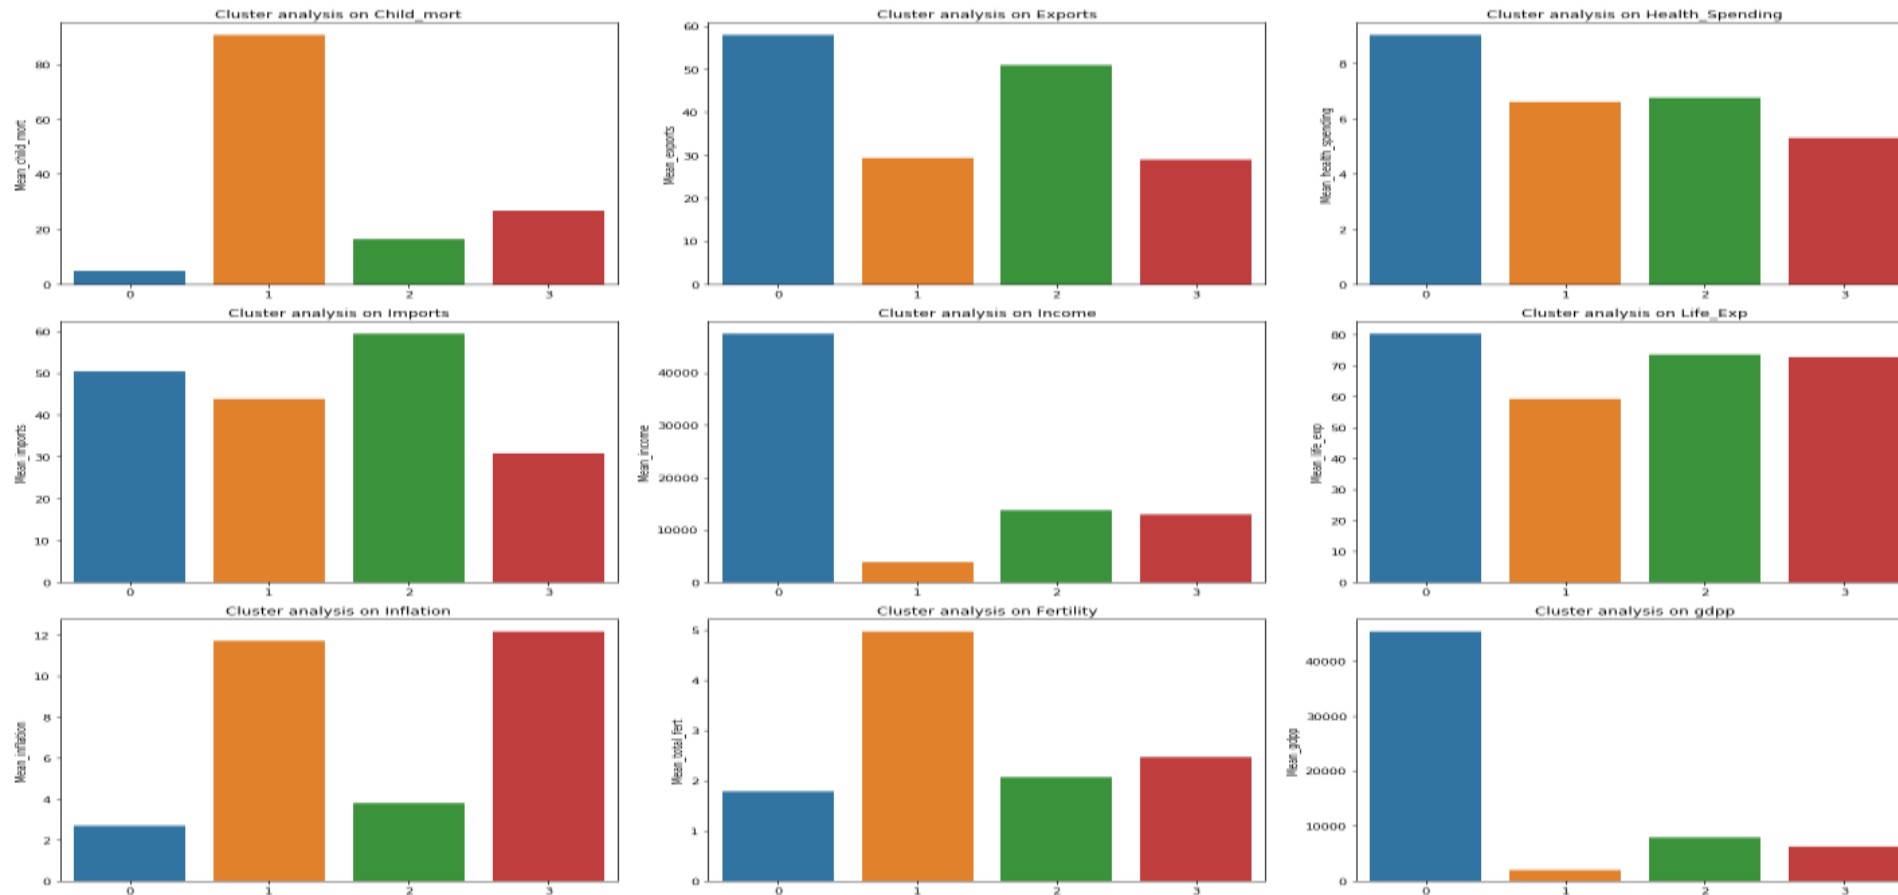 Cluster analysis on Child_mort
Mean_child_mort
80
60
40
20
0
0 1 2 3
Cluster analysis on Exports
Mean_exports
60
50
40
30
20
10
0
0 1 2 3
Cluster analysis on Health_Spending
Mean_health_spending
8
6
4
2
0
0 1 2 3
Cluster analysis on Imports
Mean_imports
60
50
40
30
20
10
0
0 1 2 3
Cluster analysis on Income
Mean_income
40000
30000
20000
10000
0
0 1 2 3
Cluster analysis on Life_Exp
Mean_life_exp
80
70
60
50
40
30
20
10
0
0 1 2 3
Cluster analysis on Inflation
Mean_inflation
12
10
8
6
4
2
0
0 1 2 3
Cluster analysis on Fertility
Mean_total_fert
5
4
3
2
1
0
0 1 2 3
Cluster analysis on gdpp
Mean_gdpp
40000
30000
20000
10000
0
0 1 2 3